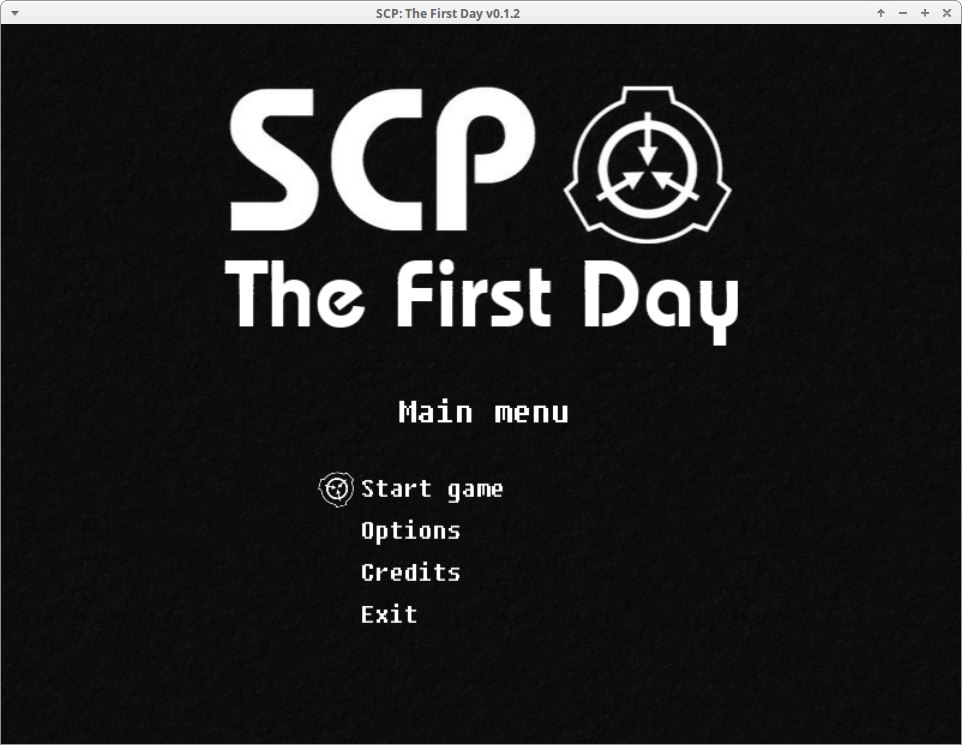 SCP: The First Day v0.1.2
SCP
The First Day
Main menu
Start game
Options
Credits
Exit